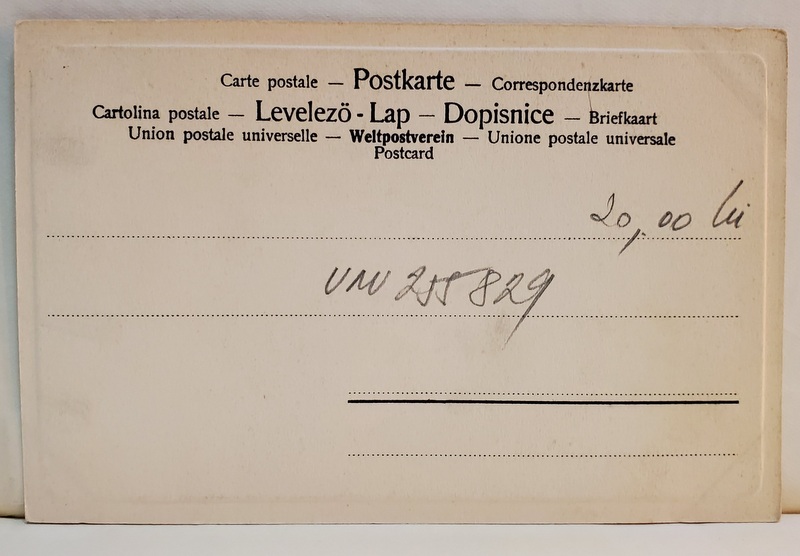 Carte postale — Postkarte — Correspondenzkarte
Cartolina postale — Levelezö-Lap — Dopisnice — Briefkaart
Union postale universelle — Weltpostverein — Unione postale universale
Postcard
20,00 lei
255829